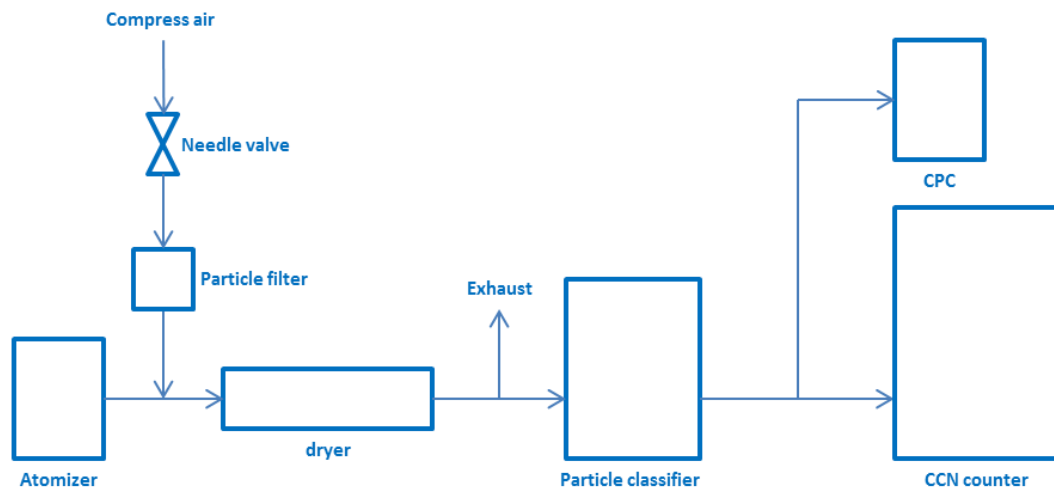 Compress air
Needle valve
CPC
Particle filter
Exhaust
dryer
Atomizer
Particle classifier
CCN counter